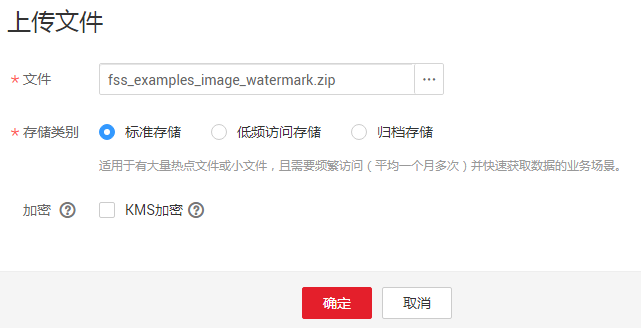 上传文件
* 文件 fss_examples_image_watermark.zip ...
* 存储类别 标准存储 低频访问存储 归档存储
适用于有大量热点文件或小文件，且需要频繁访问（平均一个月多次）并快速获取数据的业务场景。
加密 ? KMS加密 ?
确定 取消